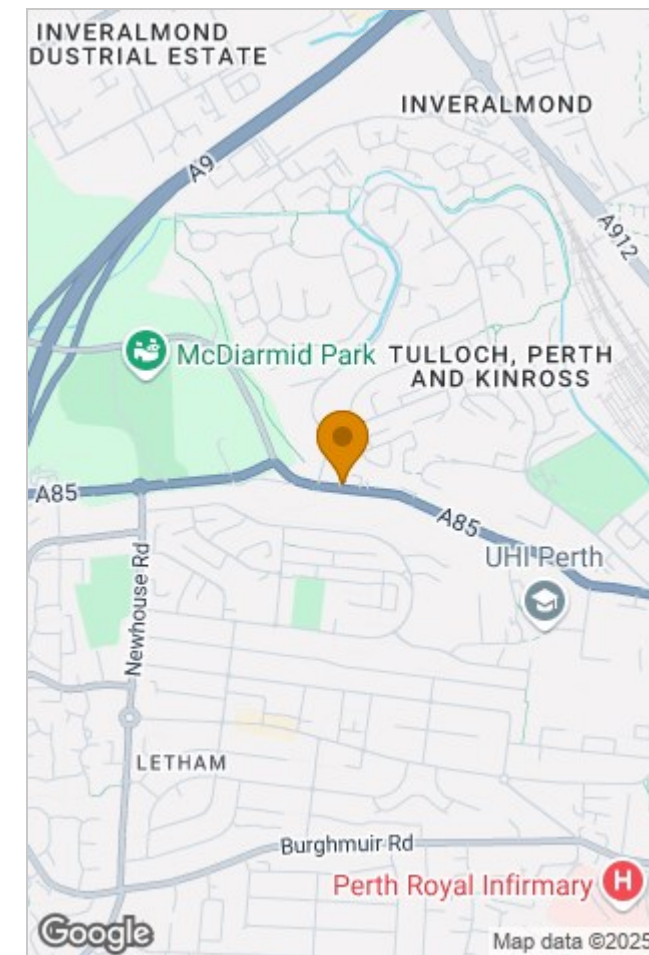 INVERALMOND
DUSTRIAL ESTATE
INVERALMOND
A9
A912
McDiarmid Park
TULLOCH, PERTH
AND KINROSS
A85
A85
UHI Perth
Newhouse Rd
LETHAM
Burghmuir Rd
Perth Royal Infirmary
H
Google
Map data ©2025